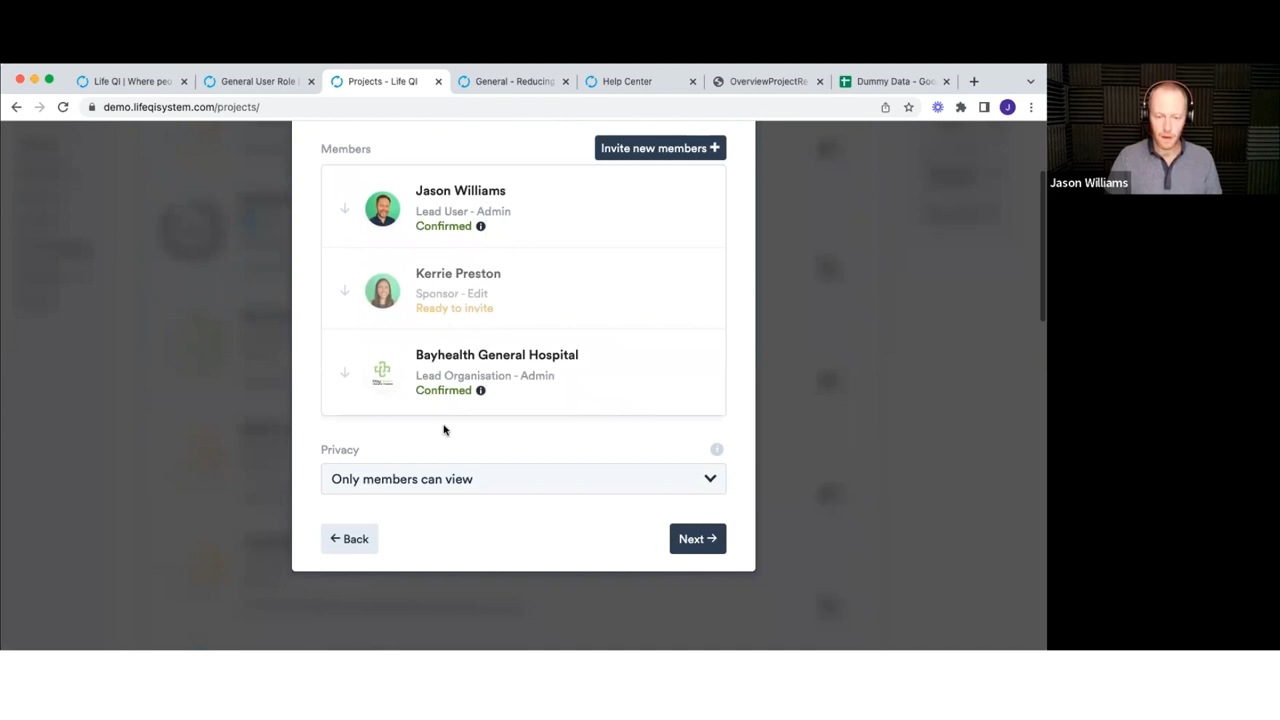 Life QI | Where peo
General User Role |
Projects - Life QI
General - Reducing
Help Center
OverviewProjectRe
Dummy Data - Goo
demo.lifeqisystem.com/projects/
J
Members
Invite new members +
Jason Williams
Lead User - Admin
Confirmed
Kerrie Preston
Sponsor - Edit
Ready to invite
Bayhealth General Hospital
Lead Organisation - Admin
Confirmed
Privacy
Only members can view
Back
Next
Jason Williams